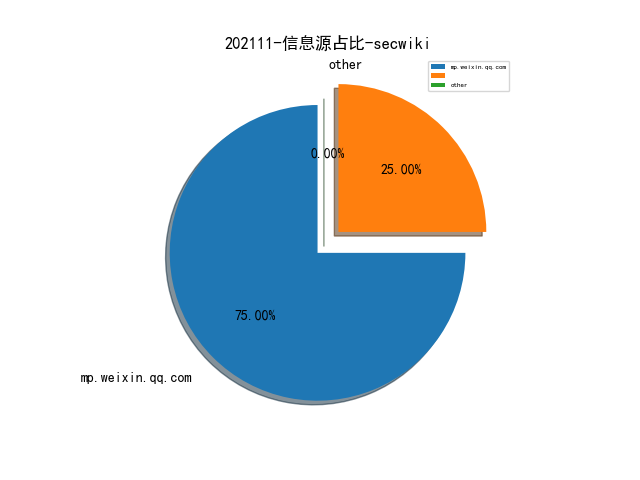 202111-信息源占比-secwiki
other
mp.weixin.qq.com
other
0.00%
25.00%
75.00%
mp.weixin.qq.com